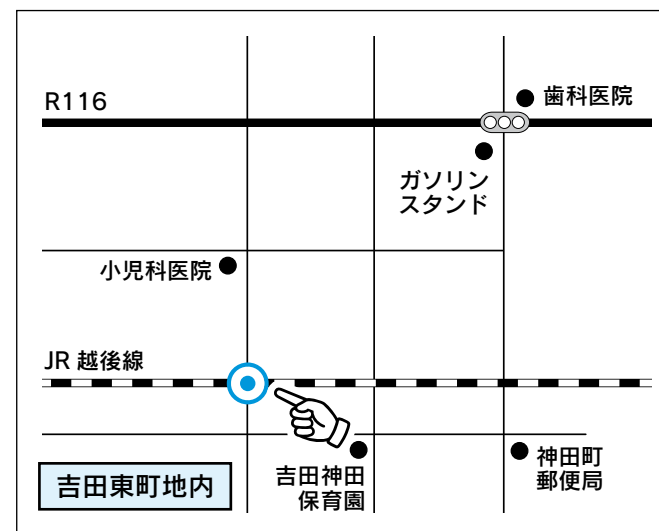 R116
歯科医院
ガソリン
スタンド
小児科医院
JR 越後線
吉田東町地内
吉田神田
保育園
神田町
郵便局